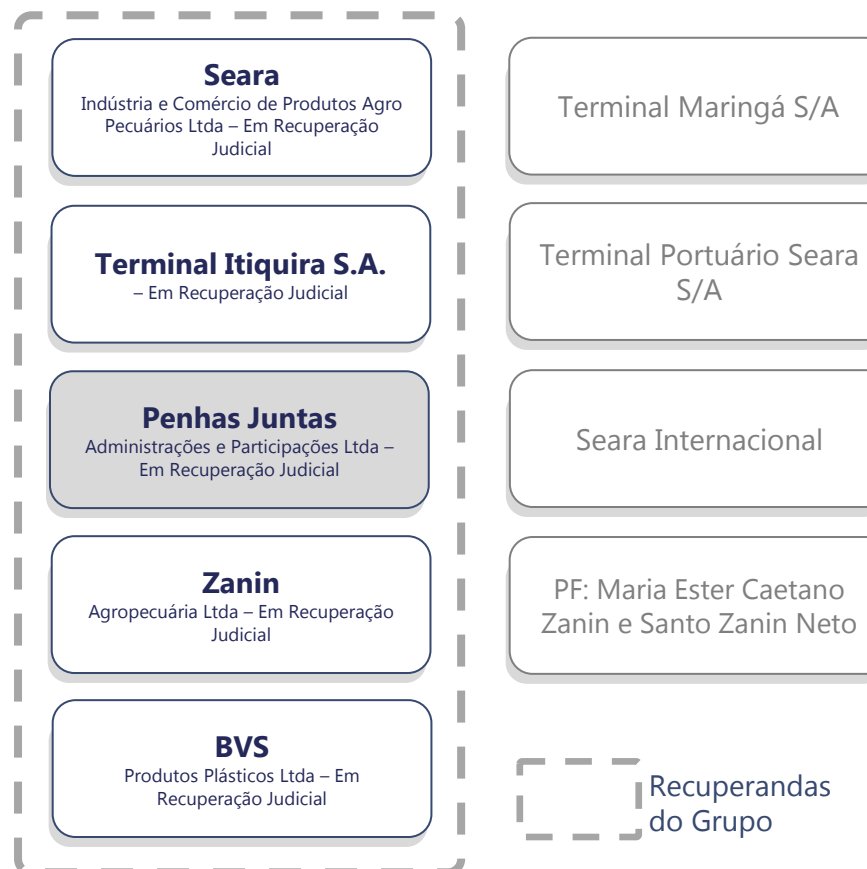 Seara
Indústria e Comércio de Produtos Agro
Pecuários Ltda – Em Recuperação
Judicial
Terminal Itiquira S.A.
– Em Recuperação Judicial
Penhas Juntas
Administrações e Participações Ltda –
Em Recuperação Judicial
Zanin
Agropecuária Ltda – Em Recuperação
Judicial
BVS
Produtos Plásticos Ltda – Em
Recuperação Judicial
Terminal Maringá S/A
Terminal Portuário Seara
S/A
Seara Internacional
PF: Maria Ester Caetano
Zanin e Santo Zanin Neto
Recuperandas
do Grupo